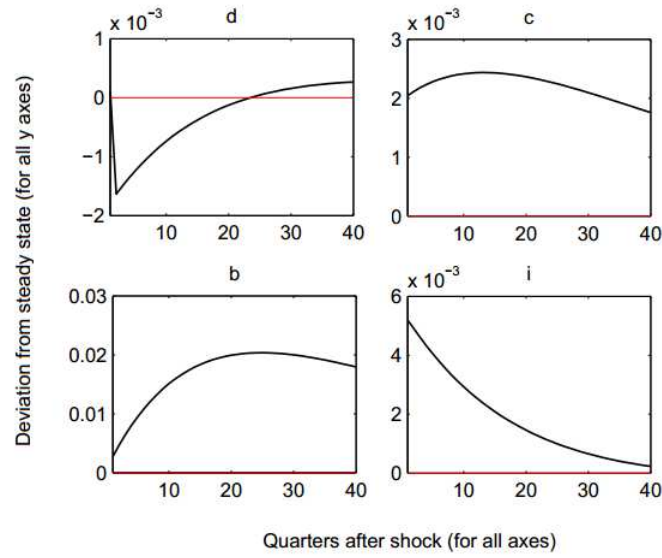 d
x 10⁻³
1
0
−1
−2
10 20 30 40
c
x 10⁻³
3
2
1
0
10 20 30 40
b
0.03
0.02
0.01
0
10 20 30 40
i
x 10⁻³
6
4
2
0
10 20 30 40
Deviation from steady state (for all y axes)
Quarters after shock (for all axes)